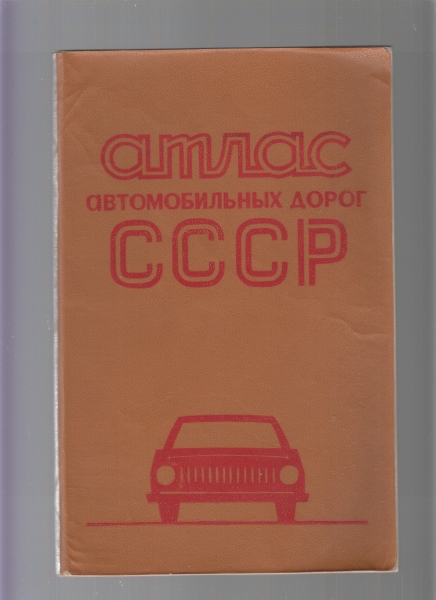 атлас
автомобильных дорог
СССР